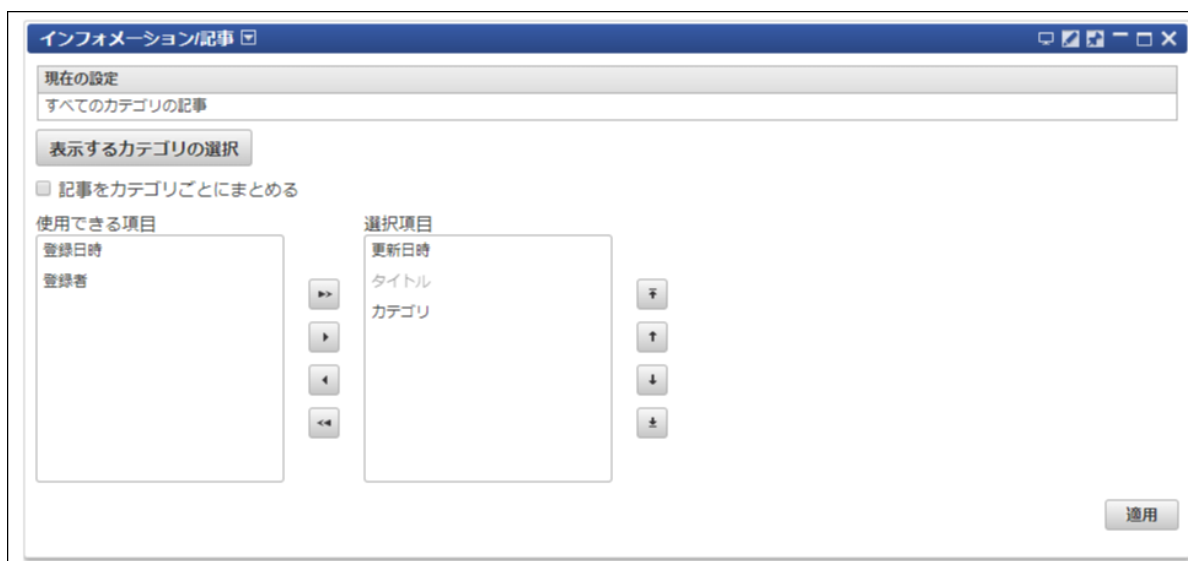 インフォメーション/記事
現在の設定
すべてのカテゴリの記事
表示するカテゴリの選択
記事をカテゴリごとにまとめる
使用できる項目
選択項目
登録日時
更新日時
登録者
タイトル
カテゴリ
適用